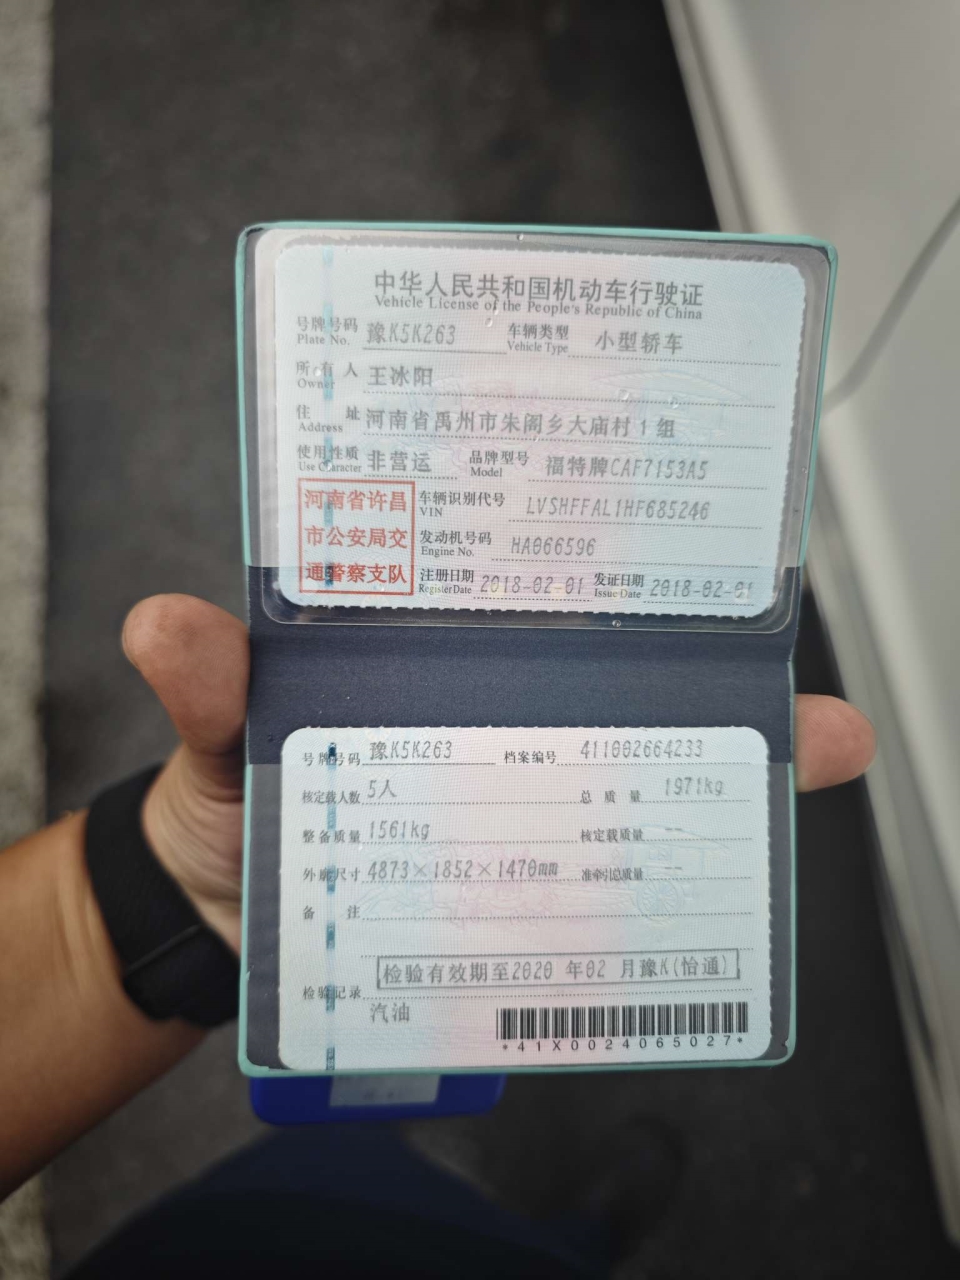 中华人民共和国机动车行驶证
Vehicle License of the People's Republic of China
号牌号码 豫K5K263 车辆类型 小型轿车
Plate No. Vehicle Type
所有人 王冰阳
Owner
住址 河南省禹州市朱阁乡大庙村1组
Address
使用性质 非营运 品牌型号 福特牌CAF7153A5
Use Character Model
河南省许昌
市公安局交
通警察支队
车辆识别代号 LVSHFFAL1HF685246
VIN
发动机号码 HA066596
Engine No.
注册日期 2018-02-01 发证日期 2018-02-01
Register Date Issue Date
号牌号码 豫K5K263 档案编号 411002664233
核定载人数 5人 总质量 1971kg
整备质量 1561kg 核定载质量 --
外廓尺寸 4873×1852×1470mm 准牵引总质量 --
备注
检验有效期至2020年02月豫K(怡通)
检验记录
汽油
*41X0024065027*